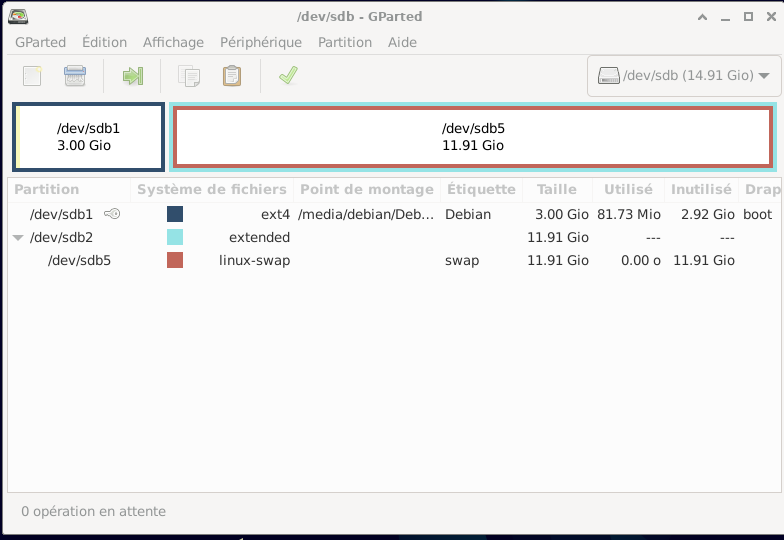 /dev/sdb - GParted
GParted Édition Affichage Périphérique Partition Aide
/dev/sdb (14.91 Gio)
/dev/sdb1
3.00 Gio
/dev/sdb5
11.91 Gio
Partition Système de fichiers Point de montage Étiquette Taille Utilisé Inutilisé Drap
/dev/sdb1 ext4 /media/debian/Deb... Debian 3.00 Gio 81.73 Mio 2.92 Gio boot
/dev/sdb2 extended 11.91 Gio --- ---
/dev/sdb5 linux-swap swap 11.91 Gio 0.00 o 11.91 Gio
0 opération en attente